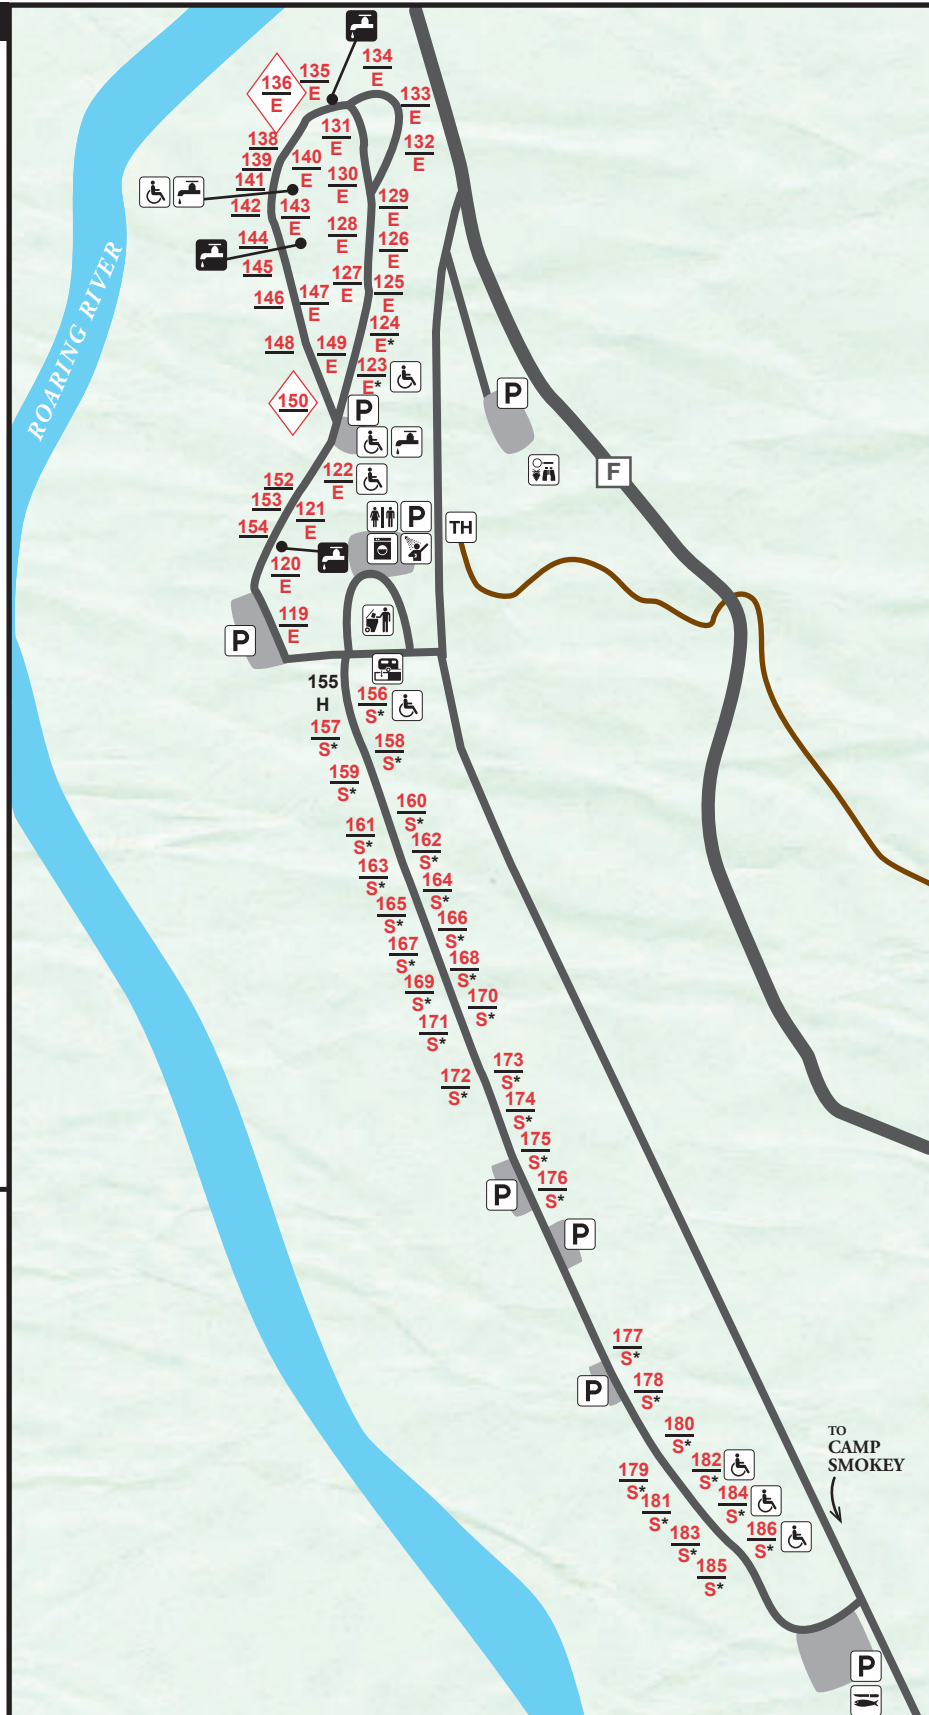 134
E
135
E
136
E
133
E
131
E
132
E
138
139
140
E
141
130
E
142
143
E
129
E
128
E
144
126
E
145
127
E
125
E
146
147
E
124
E*
148
149
E
123
E*
150
P
P
ROARING RIVER
152
122
E
F
153
121
E
154
P
TH
120
E
119
E
P
155
H
156
S*
157
S*
158
S*
159
S*
160
S*
161
S*
162
S*
163
S*
164
S*
165
S*
166
S*
167
S*
168
S*
169
S*
170
S*
171
S*
172
S*
173
S*
174
S*
175
S*
176
S*
P
P
177
S*
P
178
S*
180
S*
182
S*
179
S*
184
S*
181
S*
186
S*
183
S*
185
S*
TO
CAMP
SMOKEY
P